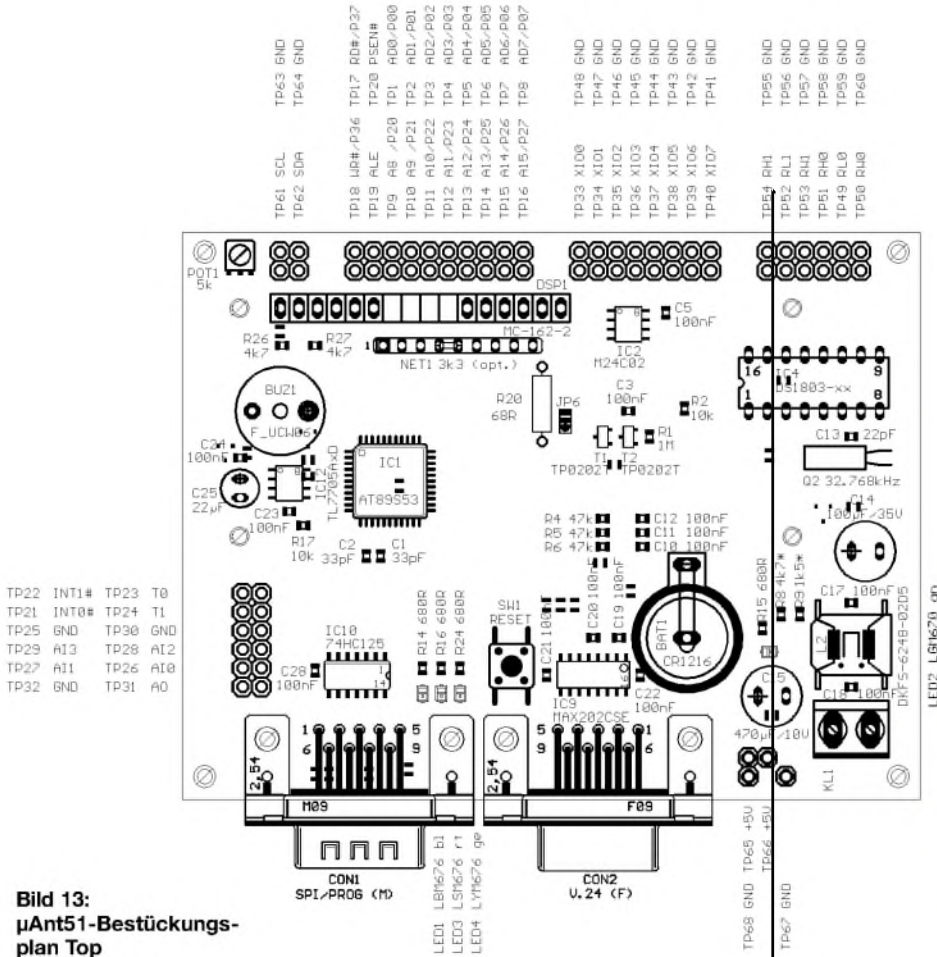 TP63 GND
TP64 GND
TP17 RD#/P37
TP20 PSEN#
TP1 AD0/P00
TP2 AD1/P01
TP3 AD2/P02
TP4 AD3/P03
TP5 AD4/P04
TP6 AD5/P05
TP7 AD6/P06
TP8 AD7/P07
TP48 GND
TP47 GND
TP46 GND
TP45 GND
TP44 GND
TP43 GND
TP42 GND
TP41 GND
TP55 GND
TP56 GND
TP57 GND
TP58 GND
TP59 GND
TP60 GND
TP61 SCL
TP62 SDA
TP18 WR#/P36
TP19 ALE
TP9 A8 /P20
TP10 A9 /P21
TP11 A10/P22
TP12 A11/P23
TP13 A12/P24
TP14 A13/P25
TP15 A14/P26
TP16 A15/P27
TP33 XIO0
TP34 XIO1
TP35 XIO2
TP36 XIO3
TP37 XIO4
TP38 XIO5
TP39 XIO6
TP40 XIO7
TP54 RH1
TP52 RL1
TP53 RW1
TP51 RH0
TP49 RL0
TP50 RW0
POT1
5k
DSP1
MC-162-2
C5
100nF
R26
4k7
R27
4k7
1
NET1 3k3 (opt.)
IC2
M24C02
16
9
IC4
DS1803-xx
1
8
BUZ1
F_UCW06
R20
68R
JP6
C3
100nF
R2
10k
R1
1M
T1
T2
TP0202T
TP0202T
C13
22pF
Q2 32.768kHz
C24
100nF
C25
22µF
IC12
TL7705AxD
IC1
AT89S53
C23
100nF
R17
10k
C2
33pF
C1
33pF
R4 47k
R5 47k
R6 47k
C12 100nF
C11 100nF
C10 100nF
C14
100µF/35V
TP22 INT1# TP23 T0
TP21 INT0# TP24 T1
TP25 GND TP30 GND
TP29 AI3 TP28 AI2
TP27 AI1 TP26 AI0
TP32 GND TP31 AO
IC10
74HC125
1
14
C28
100nF
R14 680R
R16 680R
R24 680R
SW1
RESET
C21 100nF
C20 100nF
C19 100nF
IC9
MAX202CSE
C22
100nF
BAT1
CR1216
R15 680R
R8 4k7*
R9 1k5*
C17 100nF
L2
DKFS-6248-02D5
C18 100nF
470µF/10V
KL1
1
5
6
9
2,54
M09
5
1
9
6
2,54
F09
CON1
SPI/PROG (M)
CON2
V.24 (F)
LED1 LBM676 bl
LED3 LSM676 rt
LED4 LYM676 ge
TP68 GND
TP65 +5V
TP66 +5V
TP67 GND
Bild 13:
µAnt51-Bestückungs-
plan Top